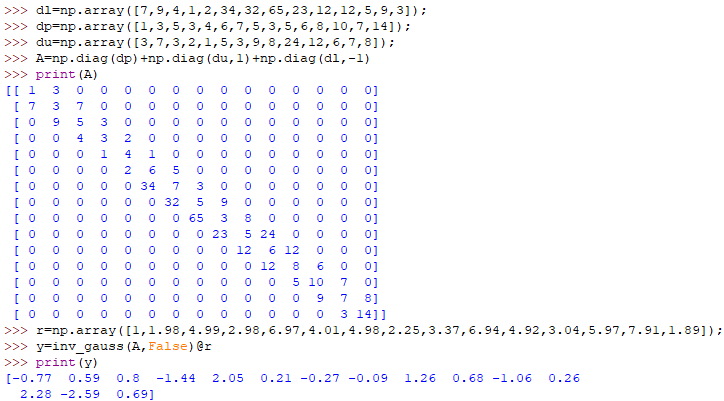 >>> dl=np.array([7,9,4,1,2,34,32,65,23,12,12,5,9,3]);
>>> dp=np.array([1,3,5,3,4,6,7,5,3,5,6,8,10,7,14]);
>>> du=np.array([3,7,3,2,1,5,3,9,8,24,12,6,7,8]);
>>> A=np.diag(dp)+np.diag(du,1)+np.diag(dl,-1)
>>> print(A)
[[ 1  3  0  0  0  0  0  0  0  0  0  0  0  0  0]
 [ 7  3  7  0  0  0  0  0  0  0  0  0  0  0  0]
 [ 0  9  5  3  0  0  0  0  0  0  0  0  0  0  0]
 [ 0  0  4  3  2  0  0  0  0  0  0  0  0  0  0]
 [ 0  0  0  1  4  1  0  0  0  0  0  0  0  0  0]
 [ 0  0  0  0  2  6  5  0  0  0  0  0  0  0  0]
 [ 0  0  0  0  0 34  7  3  0  0  0  0  0  0  0]
 [ 0  0  0  0  0  0 32  5  9  0  0  0  0  0  0]
 [ 0  0  0  0  0  0  0 65  3  8  0  0  0  0  0]
 [ 0  0  0  0  0  0  0  0 23  5 24  0  0  0  0]
 [ 0  0  0  0  0  0  0  0  0 12  6 12  0  0  0]
 [ 0  0  0  0  0  0  0  0  0  0 12  8  6  0  0]
 [ 0  0  0  0  0  0  0  0  0  0  0  5 10  7  0]
 [ 0  0  0  0  0  0  0  0  0  0  0  0  9  7  8]
 [ 0  0  0  0  0  0  0  0  0  0  0  0  0  3 14]]
>>> r=np.array([1,1.98,4.99,2.98,6.97,4.01,4.98,2.25,3.37,6.94,4.92,3.04,5.97,7.91,1.89]);
>>> y=inv_gauss(A,False)@r
>>> print(y)
[-0.77  0.59  0.8  -1.44  2.05  0.21 -0.27 -0.09  1.26  0.68 -1.06  0.26
  2.28 -2.59  0.69]